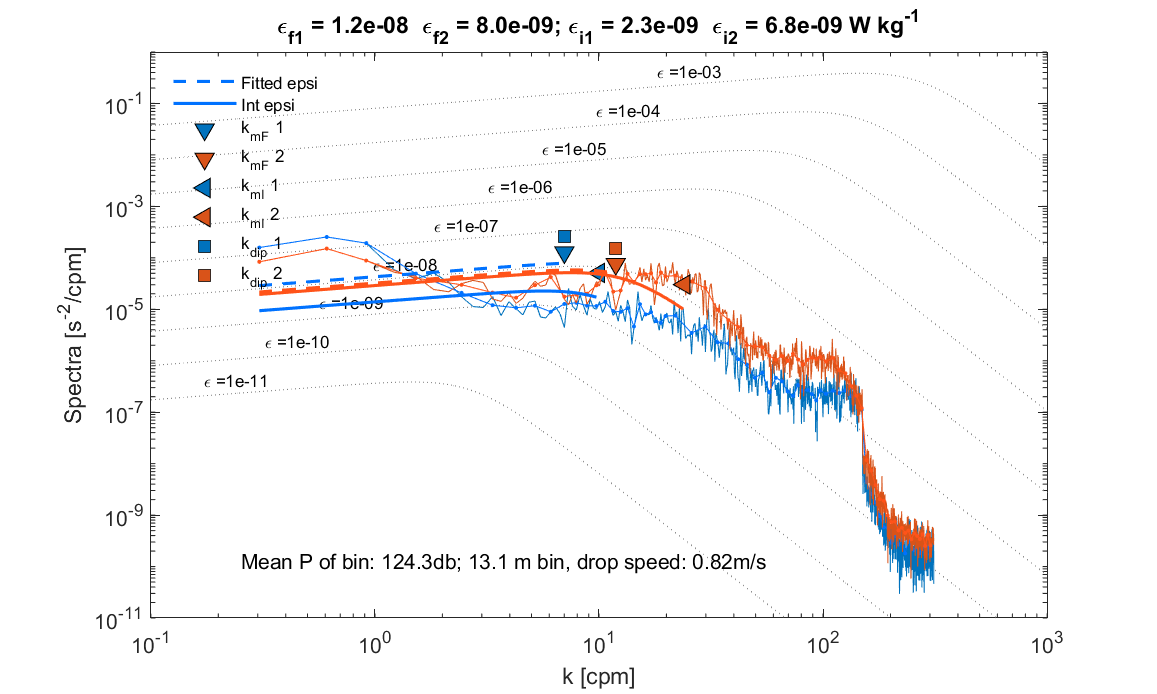 ϵf1 = 1.2e-08 ϵf2 = 8.0e-09; ϵi1 = 2.3e-09 ϵi2 = 6.8e-09 W kg-1
Fitted epsi
Int epsi
kmF 1
kmF 2
kmI 1
kmI 2
kdip 1
kdip 2
ϵ =1e-03
ϵ =1e-04
ϵ =1e-05
ϵ =1e-06
ϵ =1e-07
ϵ =1e-08
ϵ =1e-09
ϵ =1e-10
ϵ =1e-11
Mean P of bin: 124.3db; 13.1 m bin, drop speed: 0.82m/s
Spectra [s-2/cpm]
10-1
10-3
10-5
10-7
10-9
10-11
10-1
100
101
102
103
k [cpm]